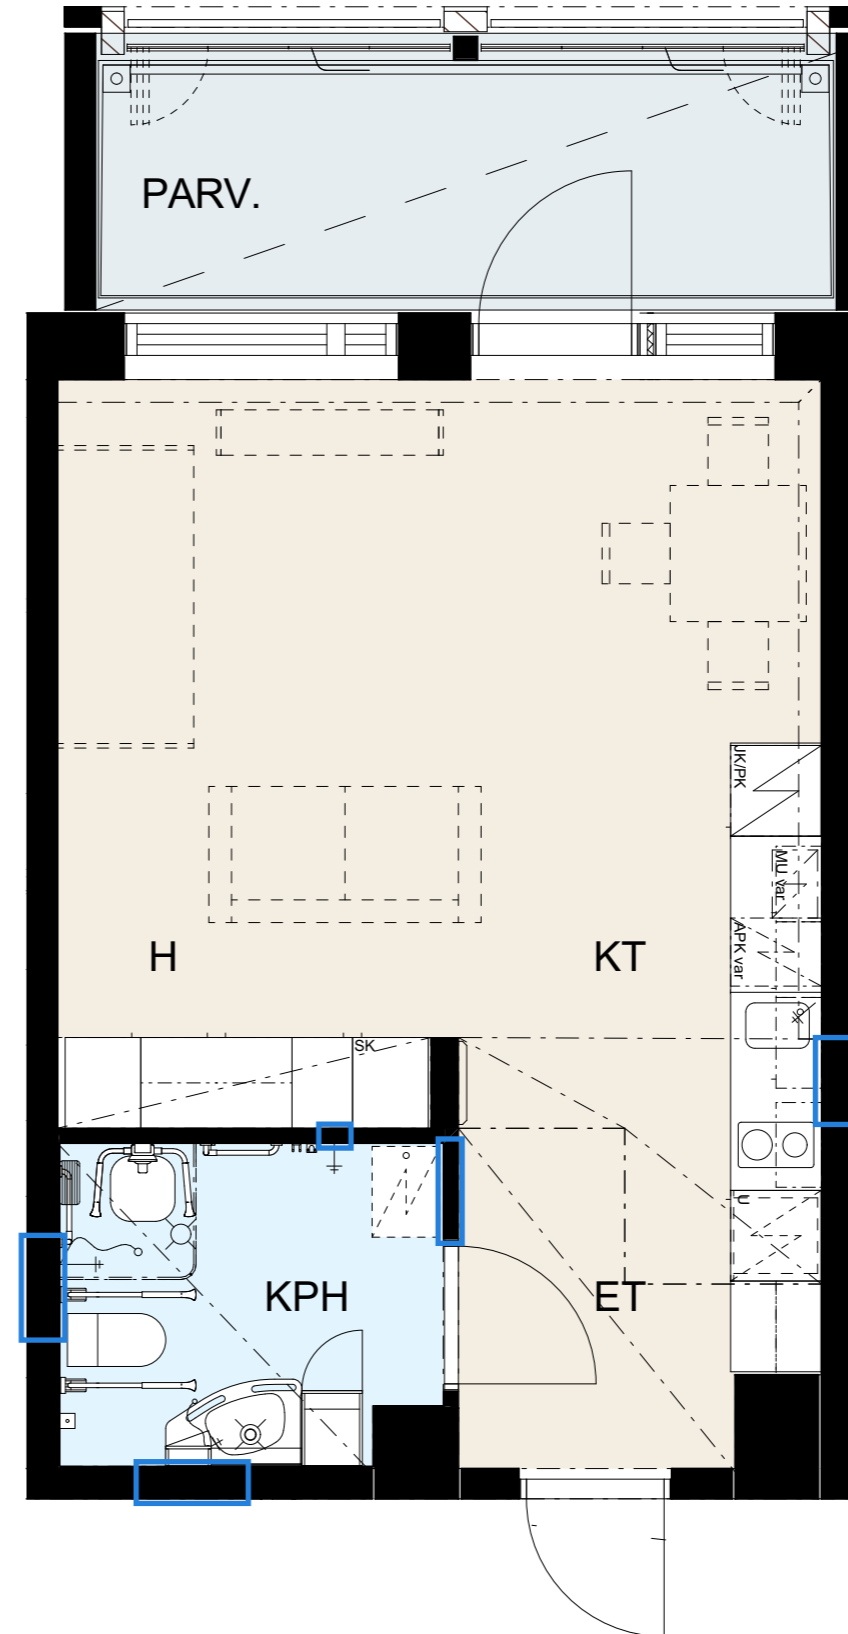 PARV.
JK/PK
MU var
APK var
H
KT
SK
U
KPH
ET